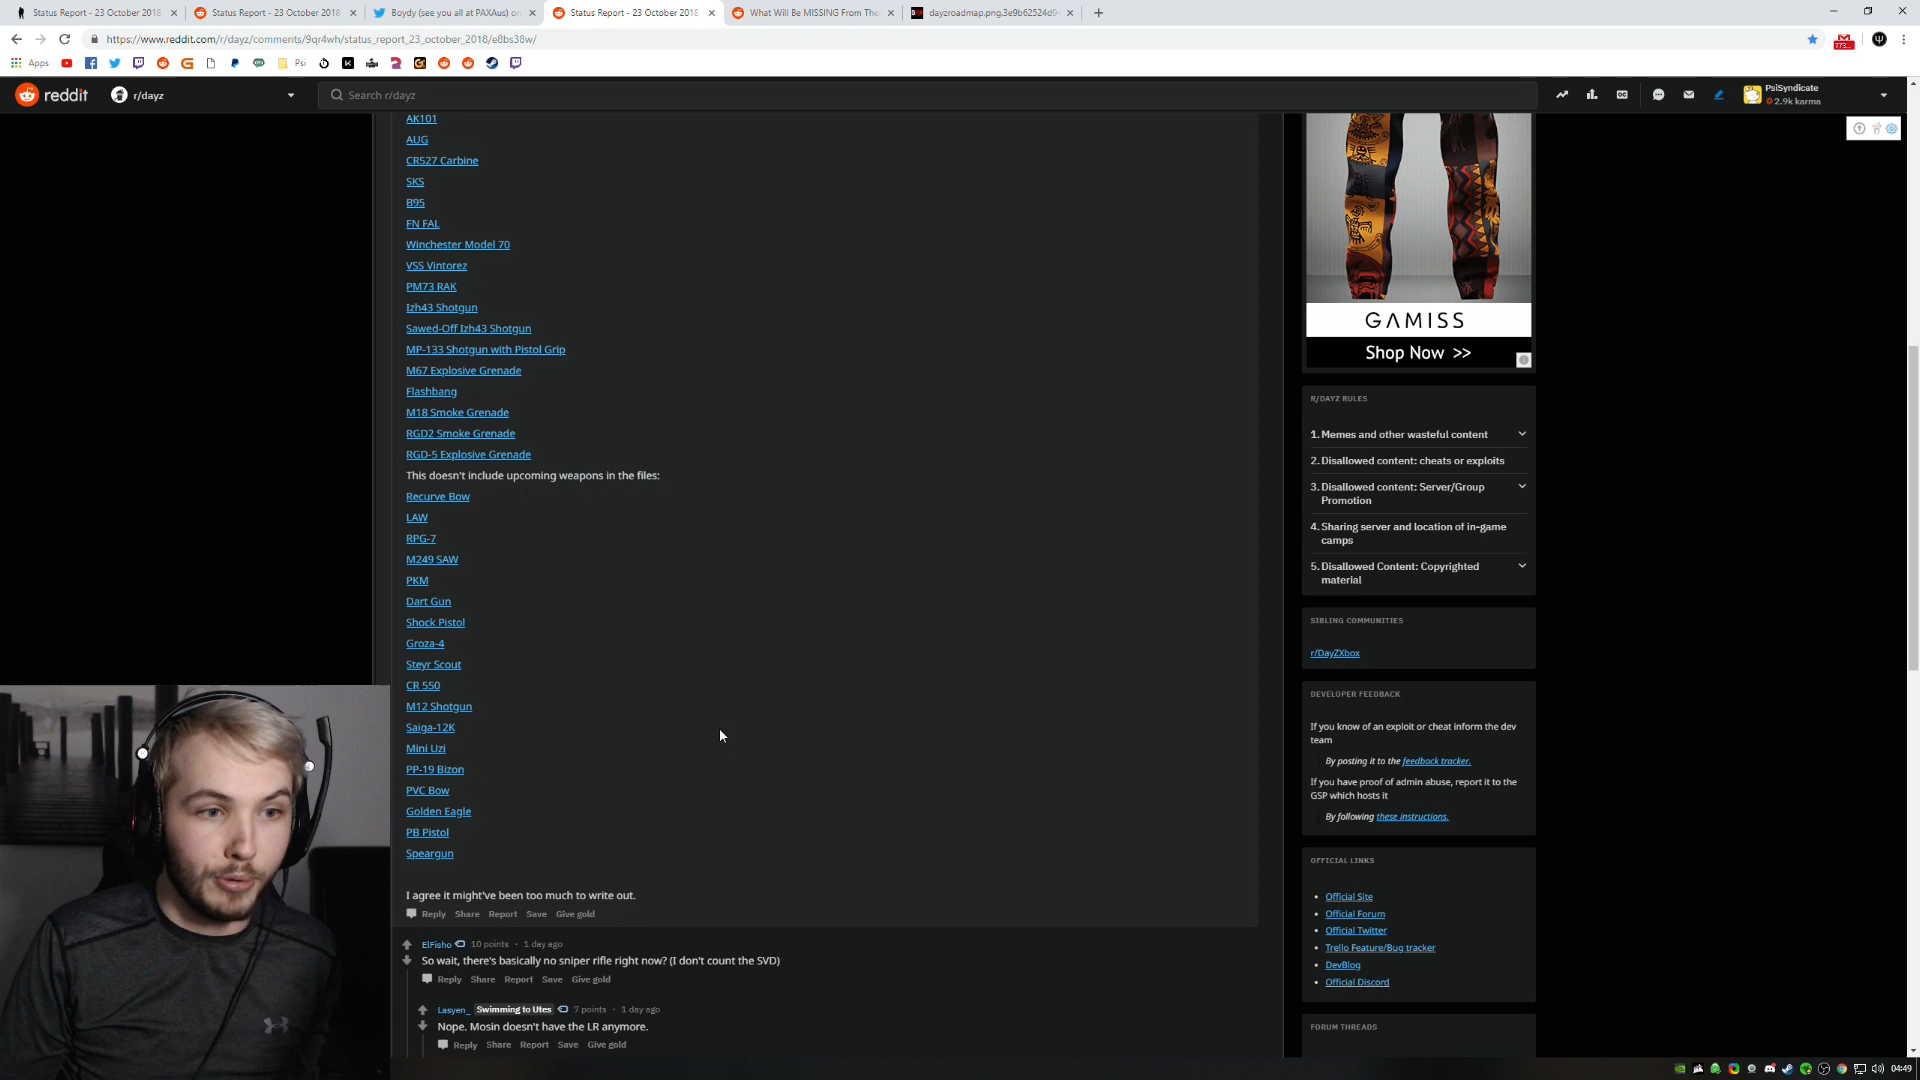 Status Report - 23 October 2018
Status Report - 23 October 2018
Boydy (see you all at PAXAus) on
Status Report - 23 October 2018
What Will Be MISSING From The
dayzroadmap.png.3e9b62524d9
https://www.reddit.com/r/dayz/comments/9qr4wh/status_report_23_october_2018/e8bs38w/
773...
Apps
Psi
reddit
r/dayz
Search r/dayz
PsiSyndicate
2.9k karma
AK101
AUG
CR527 Carbine
SKS
B95
FN FAL
Winchester Model 70
VSS Vintorez
PM73 RAK
Izh43 Shotgun
Sawed-Off Izh43 Shotgun
MP-133 Shotgun with Pistol Grip
M67 Explosive Grenade
Flashbang
M18 Smoke Grenade
RGD2 Smoke Grenade
RGD-5 Explosive Grenade
This doesn't include upcoming weapons in the files:
Recurve Bow
LAW
RPG-7
M249 SAW
PKM
Dart Gun
Shock Pistol
Groza-4
Steyr Scout
CR 550
M12 Shotgun
Saiga-12K
Mini Uzi
PP-19 Bizon
PVC Bow
Golden Eagle
PB Pistol
Speargun
I agree it might've been too much to write out.
Reply Share Report Save Give gold
ElFisho 10 points · 1 day ago
So wait, there's basically no sniper rifle right now? (I don't count the SVD)
Reply Share Report Save Give gold
Lasyen_ Swimming to Utes 7 points · 1 day ago
Nope. Mosin doesn't have the LR anymore.
Reply Share Report Save Give gold
GAMISS
Shop Now >>
R/DAYZ RULES
1. Memes and other wasteful content
2. Disallowed content: cheats or exploits
3. Disallowed content: Server/Group
Promotion
4. Sharing server and location of in-game
camps
5. Disallowed Content: Copyrighted
material
SIBLING COMMUNITIES
r/DayZXbox
DEVELOPER FEEDBACK
If you know of an exploit or cheat inform the dev
team
By posting it to the feedback tracker.
If you have proof of admin abuse, report it to the
GSP which hosts it
By following these instructions.
OFFICIAL LINKS
Official Site
Official Forum
Official Twitter
Trello Feature/Bug tracker
DevBlog
Official Discord
FORUM THREADS
04:49